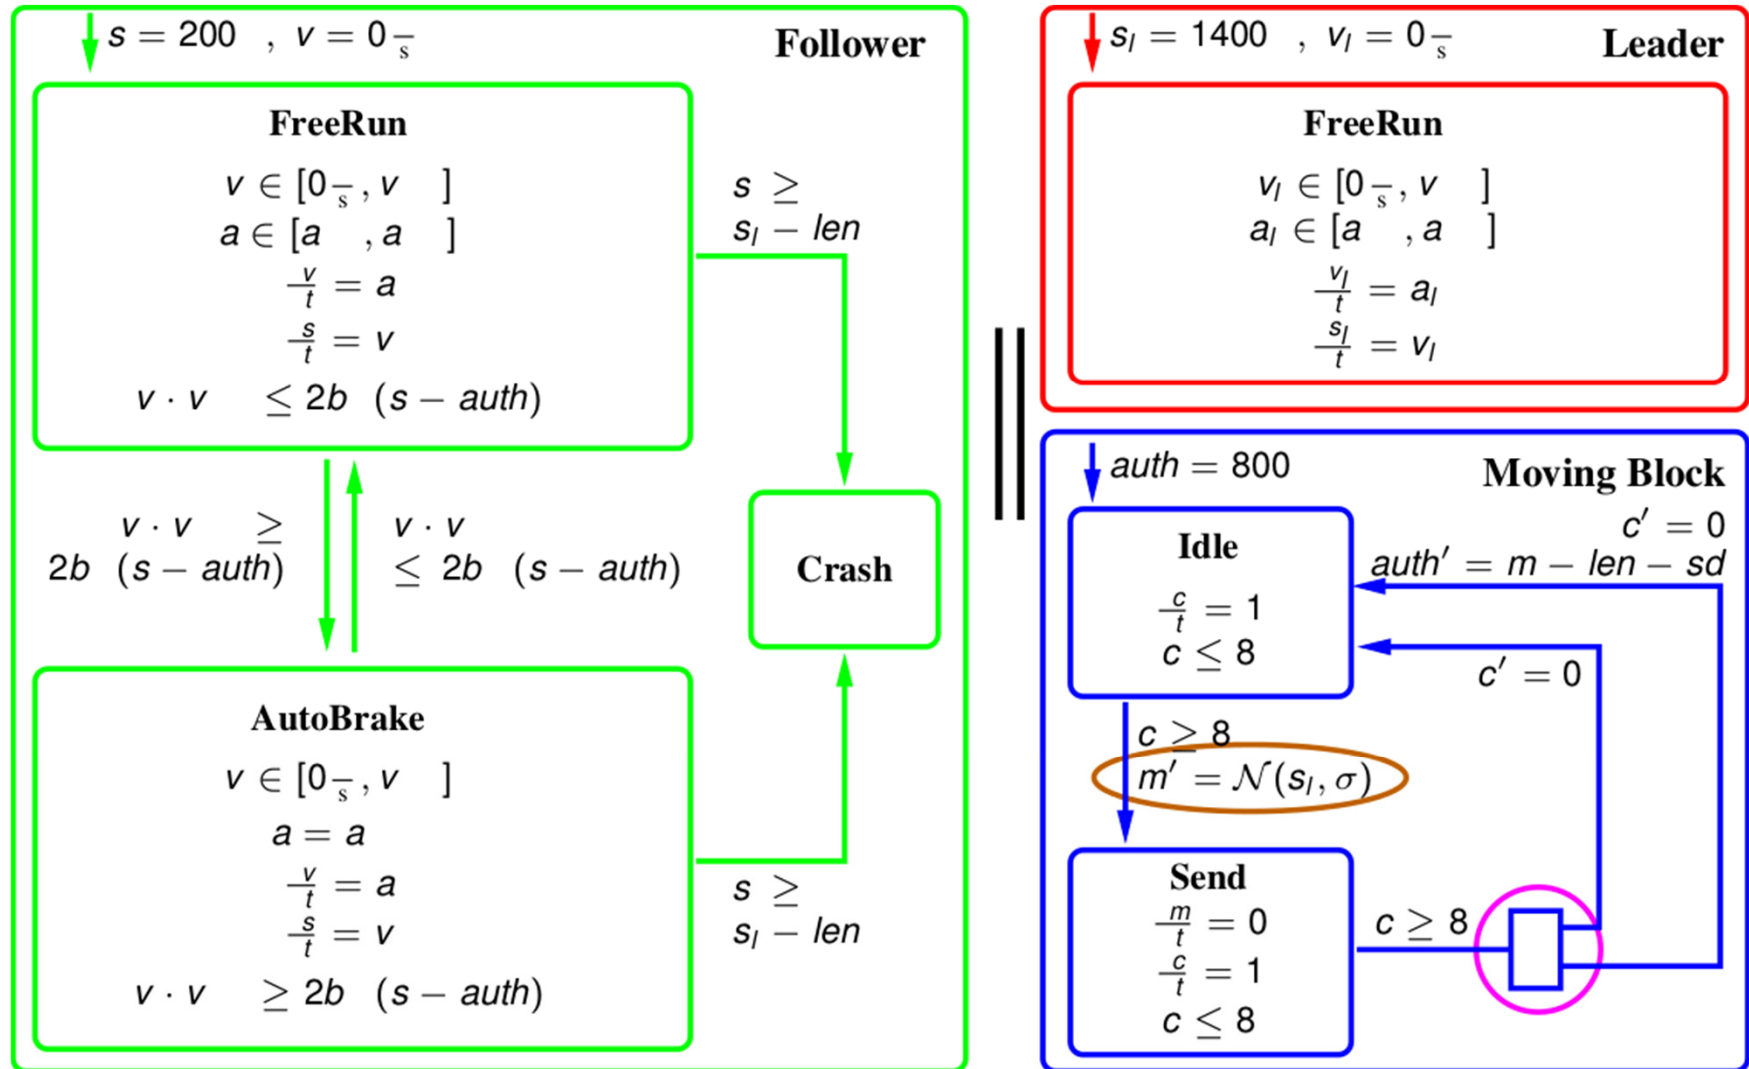 s = 200 , v = 0 — s
Follower
FreeRun
v ∈ [0 — s , v ]
a ∈ [a , a ]
v — t = a
s — t = v
v · v ≤ 2b (s − auth)
s ≥
s_l − len
v · v ≥
2b (s − auth)
v · v
≤ 2b (s − auth)
Crash
AutoBrake
v ∈ [0 — s , v ]
a = a
v — t = a
s — t = v
v · v ≥ 2b (s − auth)
s ≥
s_l − len
s_l = 1400 , v_l = 0 — s
Leader
FreeRun
v_l ∈ [0 — s , v ]
a_l ∈ [a , a ]
v_l — t = a_l
s_l — t = v_l
auth = 800
Moving Block
c′ = 0
auth′ = m − len − sd
Idle
c — t = 1
c ≤ 8
c′ = 0
c ≥ 8
m′ = 𝒩(s_l, σ)
Send
m — t = 0
c — t = 1
c ≤ 8
c ≥ 8